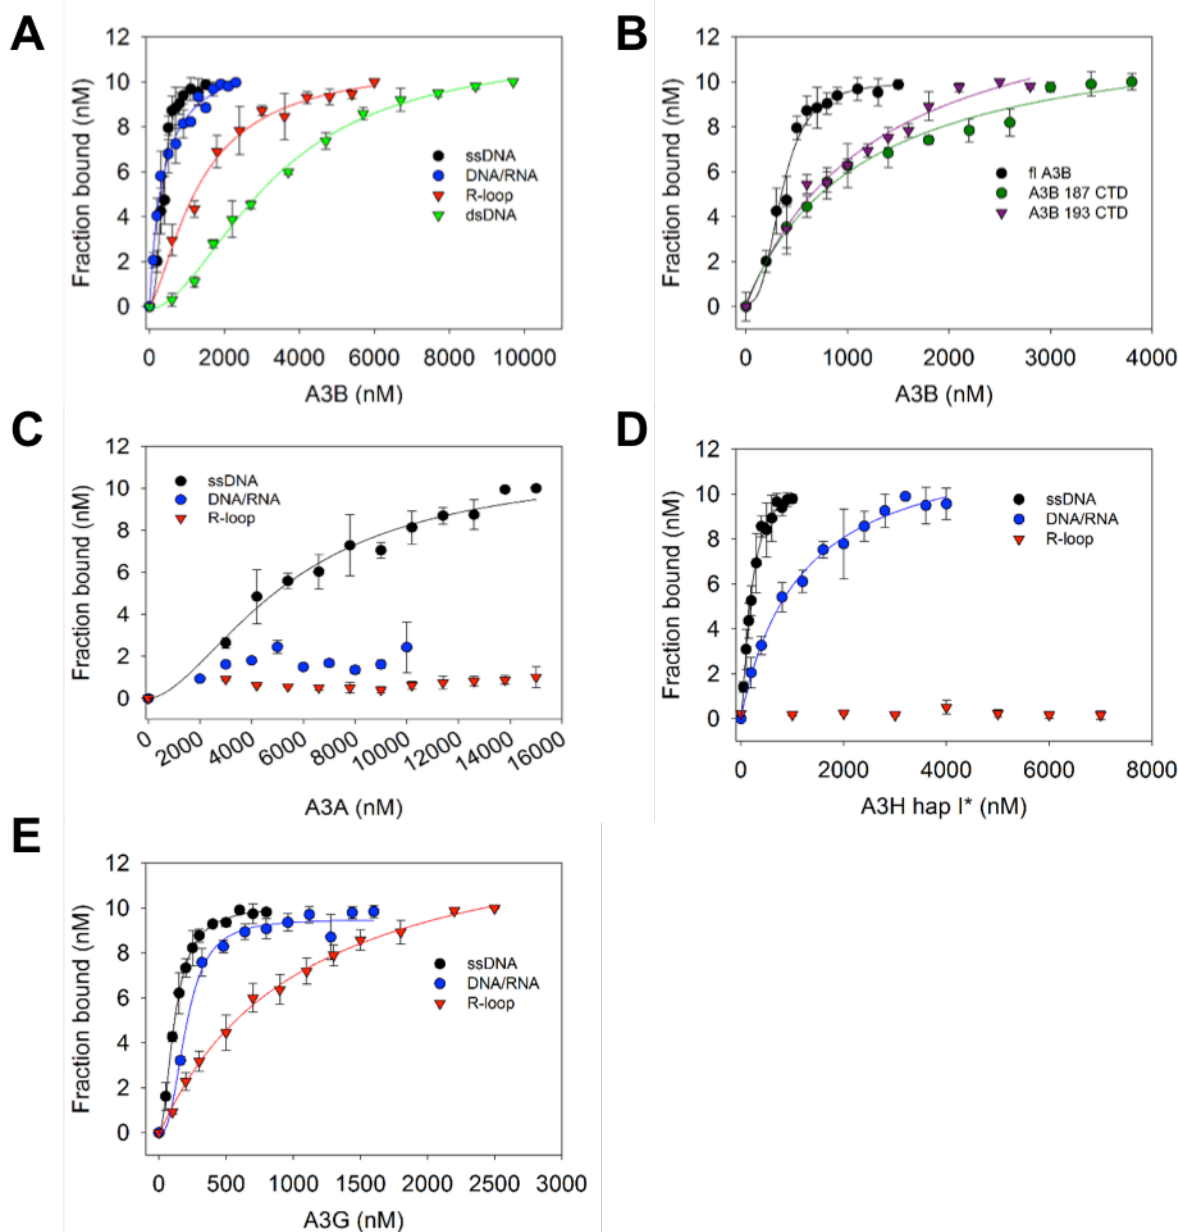 A
Fraction bound (nM)
12
10
8
6
4
2
0
ssDNA
DNA/RNA
R-loop
dsDNA
0 2000 4000 6000 8000 10000
A3B (nM)
B
Fraction bound (nM)
12
10
8
6
4
2
0
fl A3B
A3B 187 CTD
A3B 193 CTD
0 1000 2000 3000 4000
A3B (nM)
C
Fraction bound (nM)
12
10
8
6
4
2
0
ssDNA
DNA/RNA
R-loop
0 2000 4000 6000 8000 10000 12000 14000 16000
A3A (nM)
D
Fraction bound (nM)
12
10
8
6
4
2
0
ssDNA
DNA/RNA
R-loop
0 2000 4000 6000 8000
A3H hap I* (nM)
E
Fraction bound (nM)
12
10
8
6
4
2
0
ssDNA
DNA/RNA
R-loop
0 500 1000 1500 2000 2500 3000
A3G (nM)